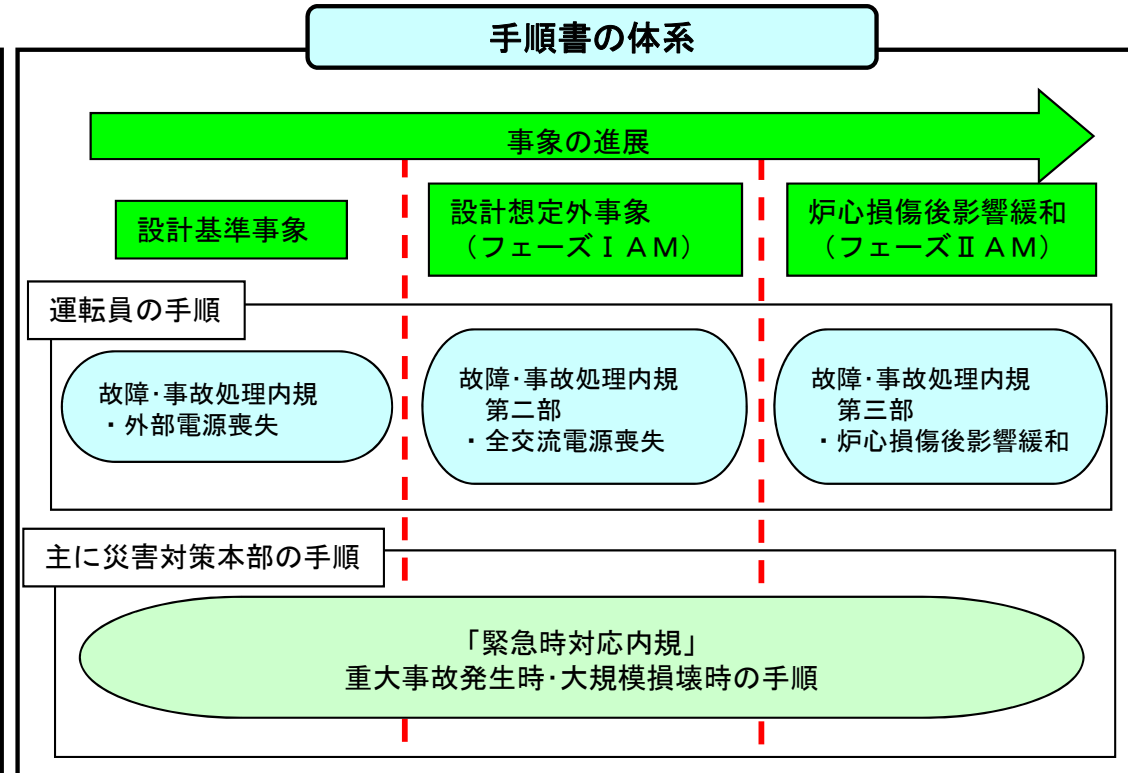 手順書の体系
事象の進展
設計基準事象
設計想定外事象
（フェーズⅠＡＭ）
炉心損傷後影響緩和
（フェーズⅡＡＭ）
運転員の手順
故障･事故処理内規
・外部電源喪失
故障･事故処理内規
第二部
・全交流電源喪失
故障･事故処理内規
第三部
・炉心損傷後影響緩和
主に災害対策本部の手順
「緊急時対応内規」
重大事故発生時･大規模損壊時の手順